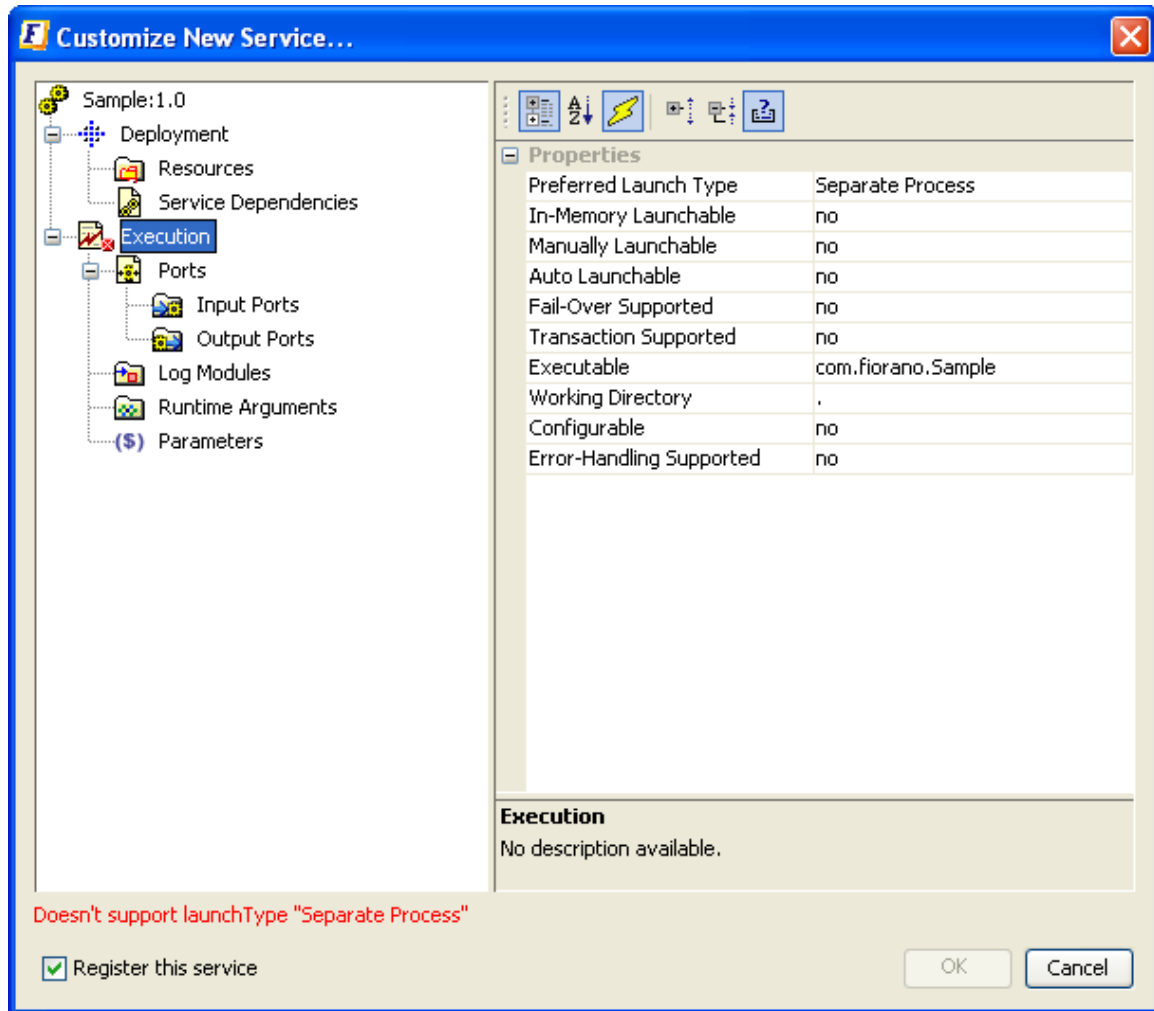 Customize New Service...
Sample:1.0
Deployment
Resources
Service Dependencies
Execution
Ports
Input Ports
Output Ports
Log Modules
Runtime Arguments
($) Parameters
Properties
Preferred Launch Type Separate Process
In-Memory Launchable no
Manually Launchable no
Auto Launchable no
Fail-Over Supported no
Transaction Supported no
Executable com.fiorano.Sample
Working Directory .
Configurable no
Error-Handling Supported no
Execution
No description available.
Doesn't support launchType "Separate Process"
Register this service
OK Cancel